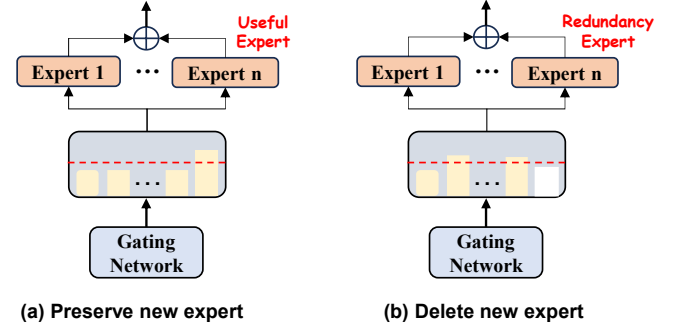 Useful
Expert
Expert 1
...
Expert n
...
Gating
Network
(a) Preserve new expert
Redundancy
Expert
Expert 1
...
Expert n
...
Gating
Network
(b) Delete new expert